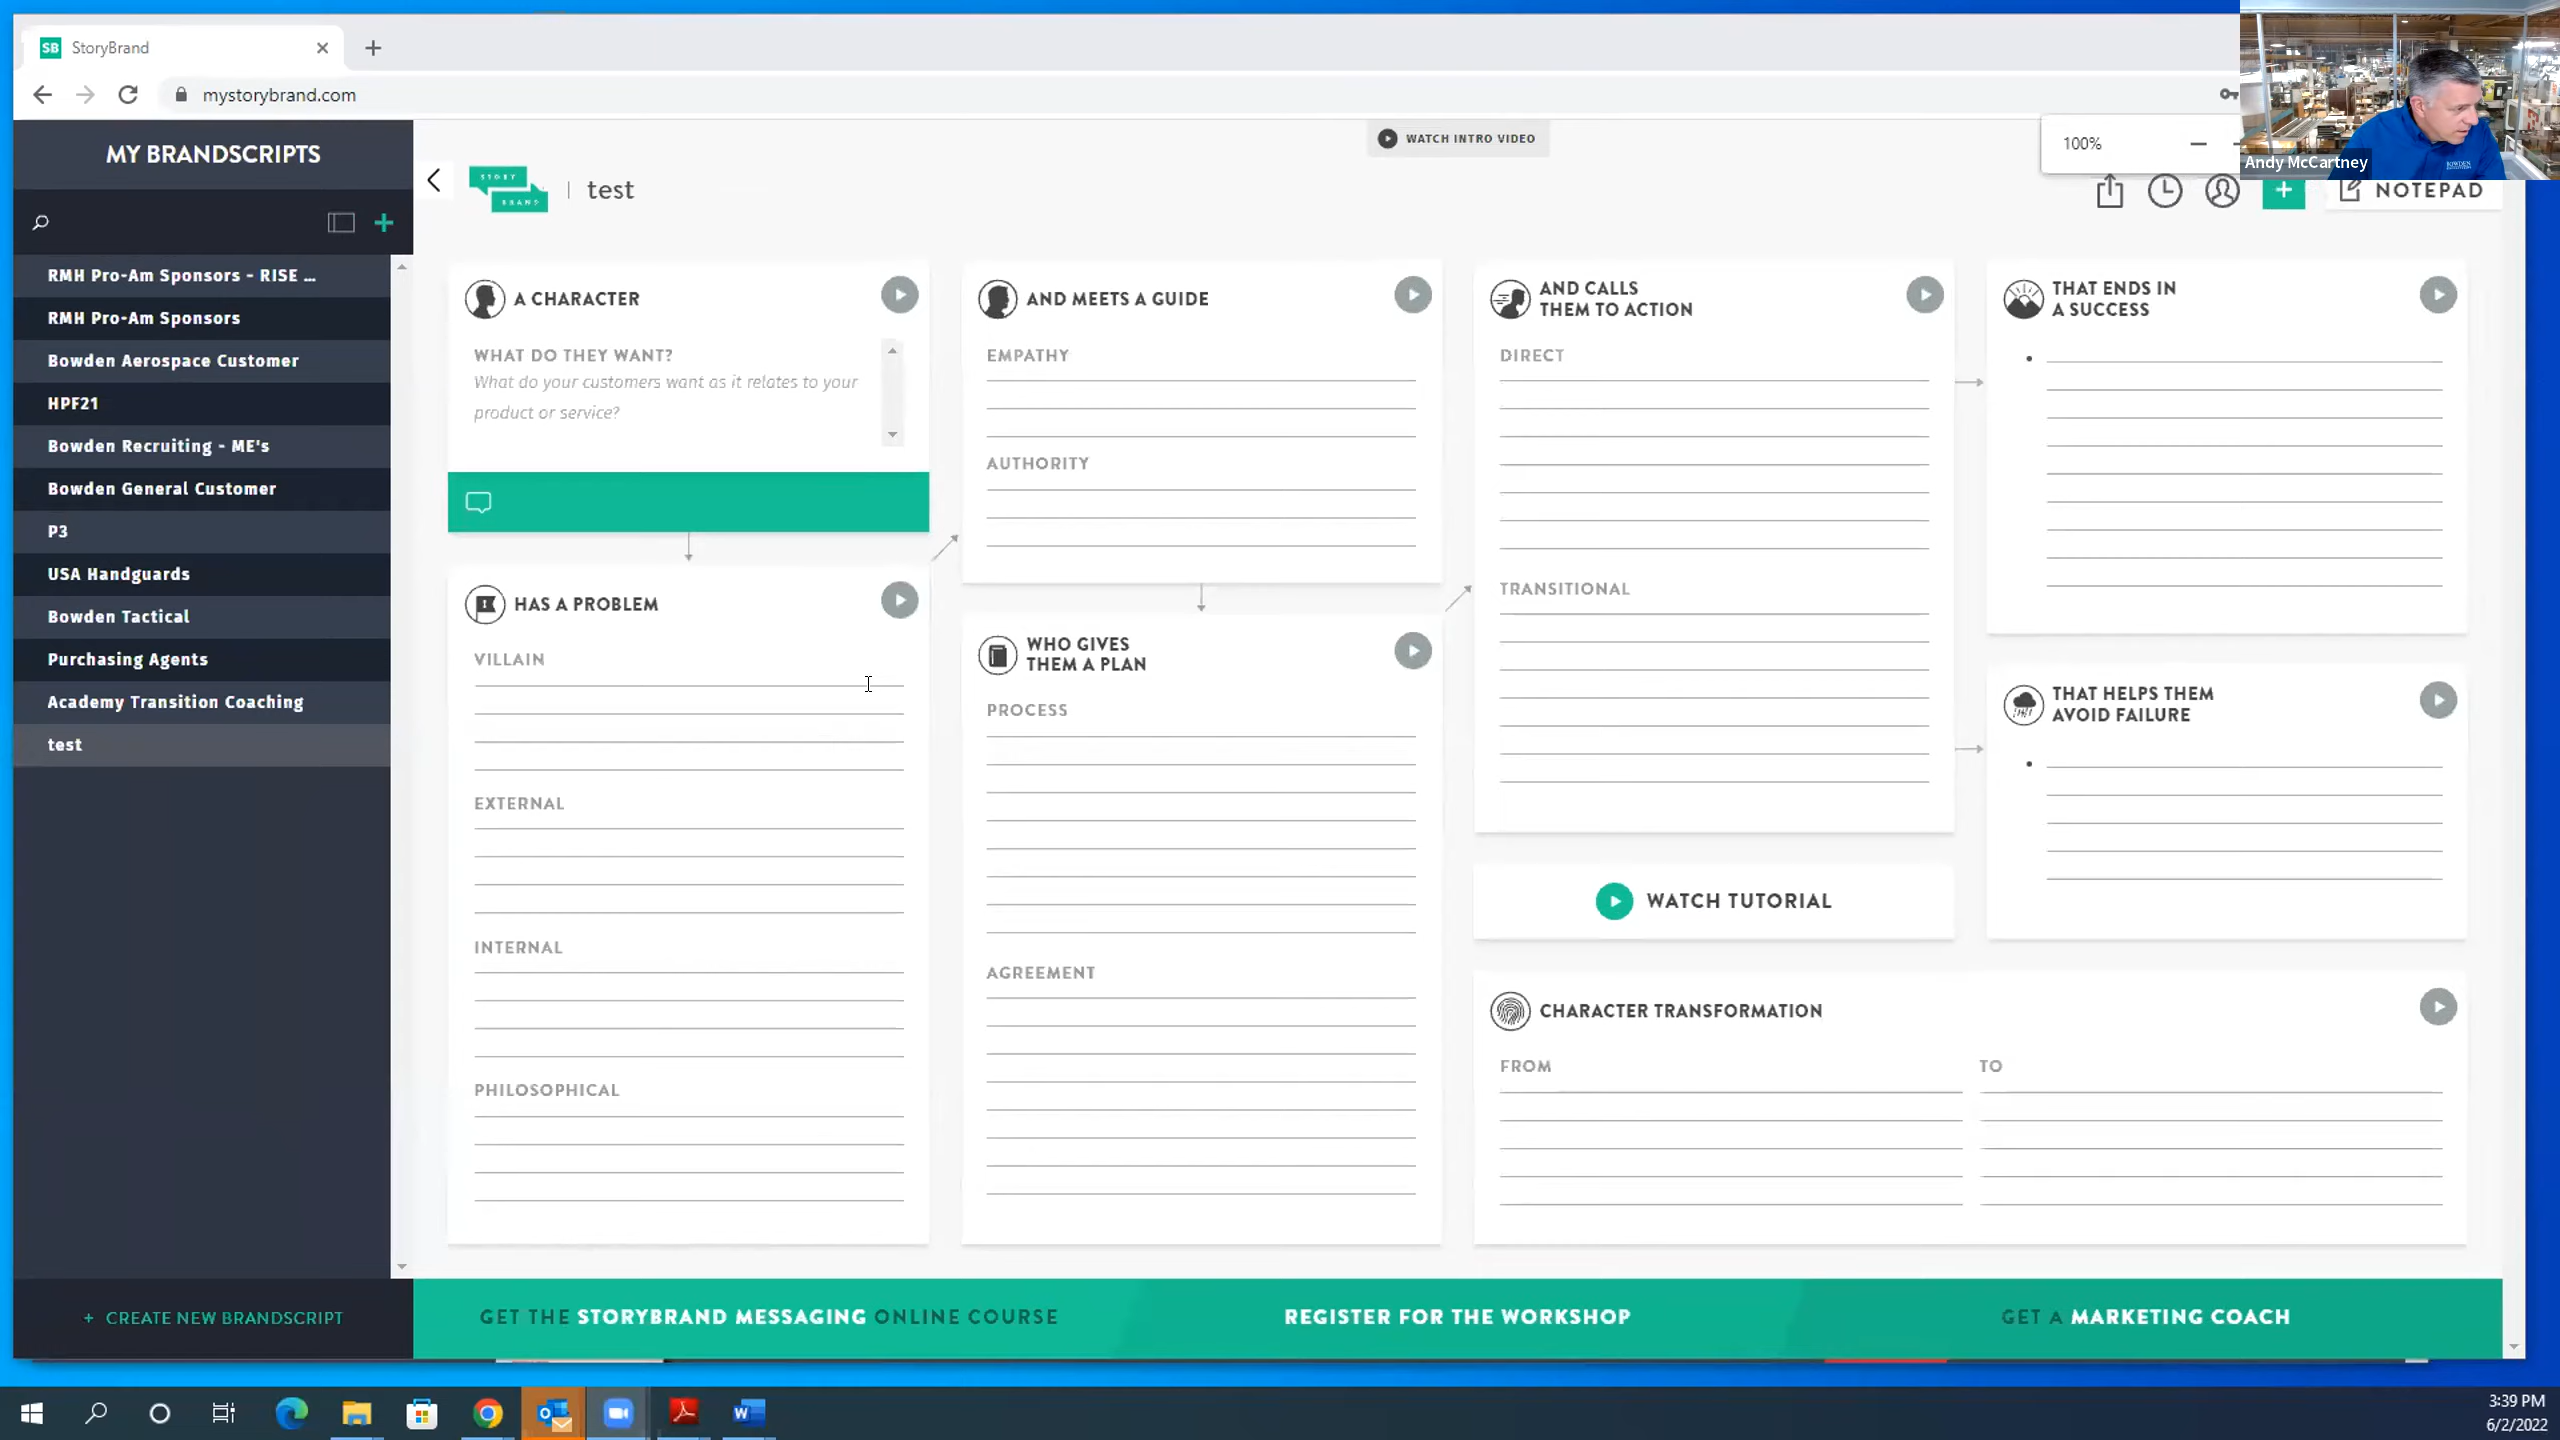 SB StoryBrand
mystorybrand.com
100%
Andy McCartney
BOWDEN
MY BRANDSCRIPTS
RMH Pro-Am Sponsors - RISE ...
RMH Pro-Am Sponsors
Bowden Aerospace Customer
HPF21
Bowden Recruiting - ME's
Bowden General Customer
P3
USA Handguards
Bowden Tactical
Purchasing Agents
Academy Transition Coaching
test
+ CREATE NEW BRANDSCRIPT
WATCH INTRO VIDEO
STORY
BRAND
| test
NOTEPAD
A CHARACTER
WHAT DO THEY WANT?
What do your customers want as it relates to your
product or service?
HAS A PROBLEM
VILLAIN
EXTERNAL
INTERNAL
PHILOSOPHICAL
AND MEETS A GUIDE
EMPATHY
AUTHORITY
WHO GIVES
THEM A PLAN
PROCESS
AGREEMENT
AND CALLS
THEM TO ACTION
DIRECT
TRANSITIONAL
WATCH TUTORIAL
THAT ENDS IN
A SUCCESS
THAT HELPS THEM
AVOID FAILURE
CHARACTER TRANSFORMATION
FROM
TO
GET THE STORYBRAND MESSAGING ONLINE COURSE
REGISTER FOR THE WORKSHOP
GET A MARKETING COACH
3:39 PM
6/2/2022